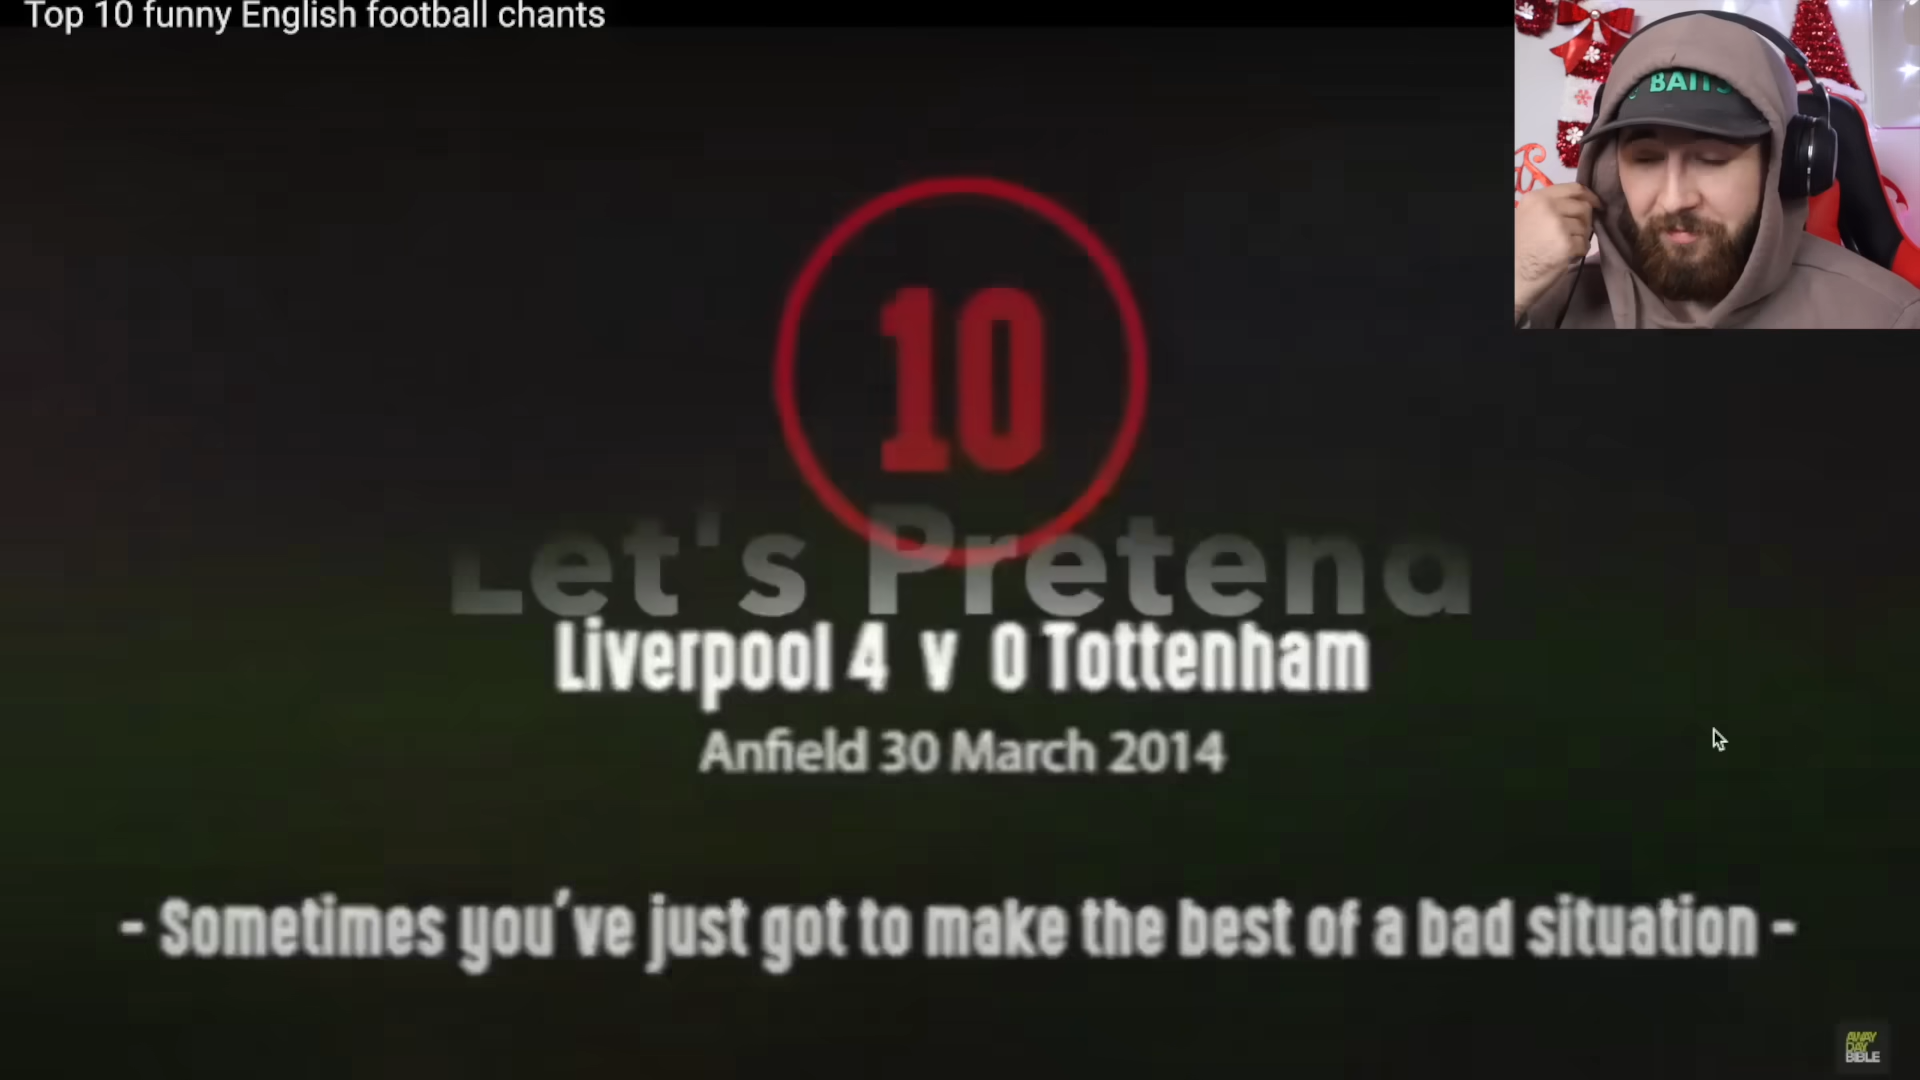 Top 10 funny English football chants
BAITS
10
Let's Pretend
Liverpool 4 v 0 Tottenham
Anfield 30 March 2014
- Sometimes you've just got to make the best of a bad situation -
AWAY
DAY
BIBLE